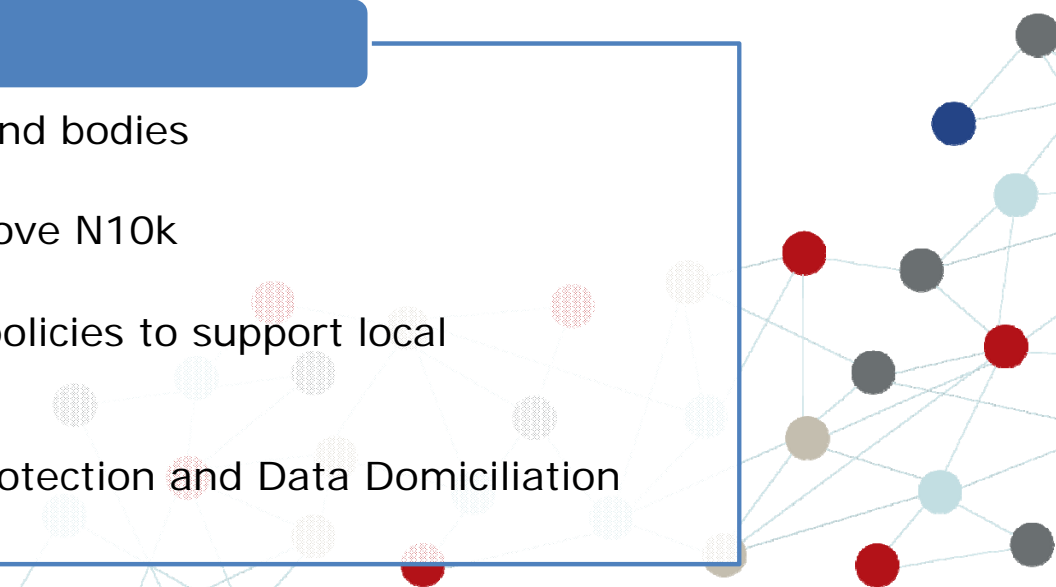 nd bodies
ove N10k
olicies to support local
otection and Data Domiciliation